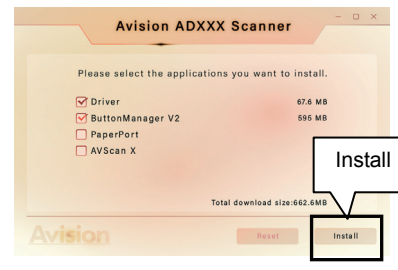 Avision ADXXX Scanner
Please select the applications you want to install.
Driver 67.6 MB
ButtonManager V2 595 MB
PaperPort
AVScan X
Install
Total download size:662.6MB
Avision Reset Install